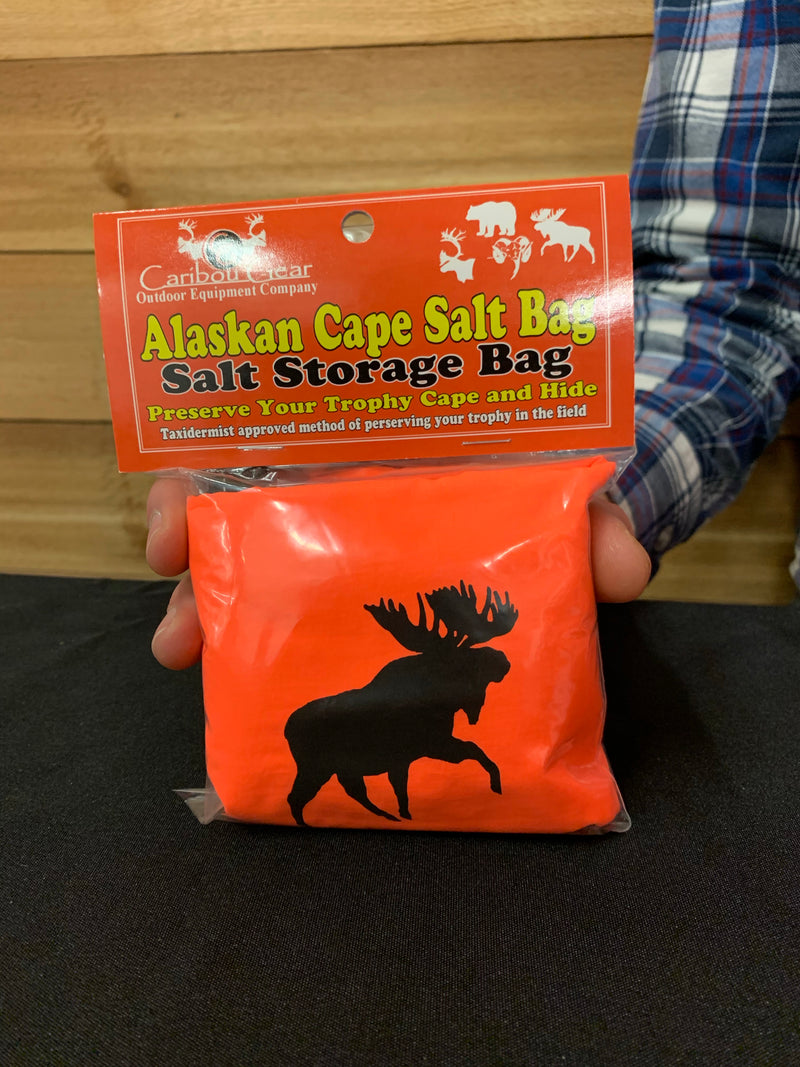 Caribou Gear
Outdoor Equipment Company
Alaskan Cape Salt Bag
Salt Storage Bag
Preserve Your Trophy Cape and Hide
Taxidermist approved method of perserving your trophy in the field